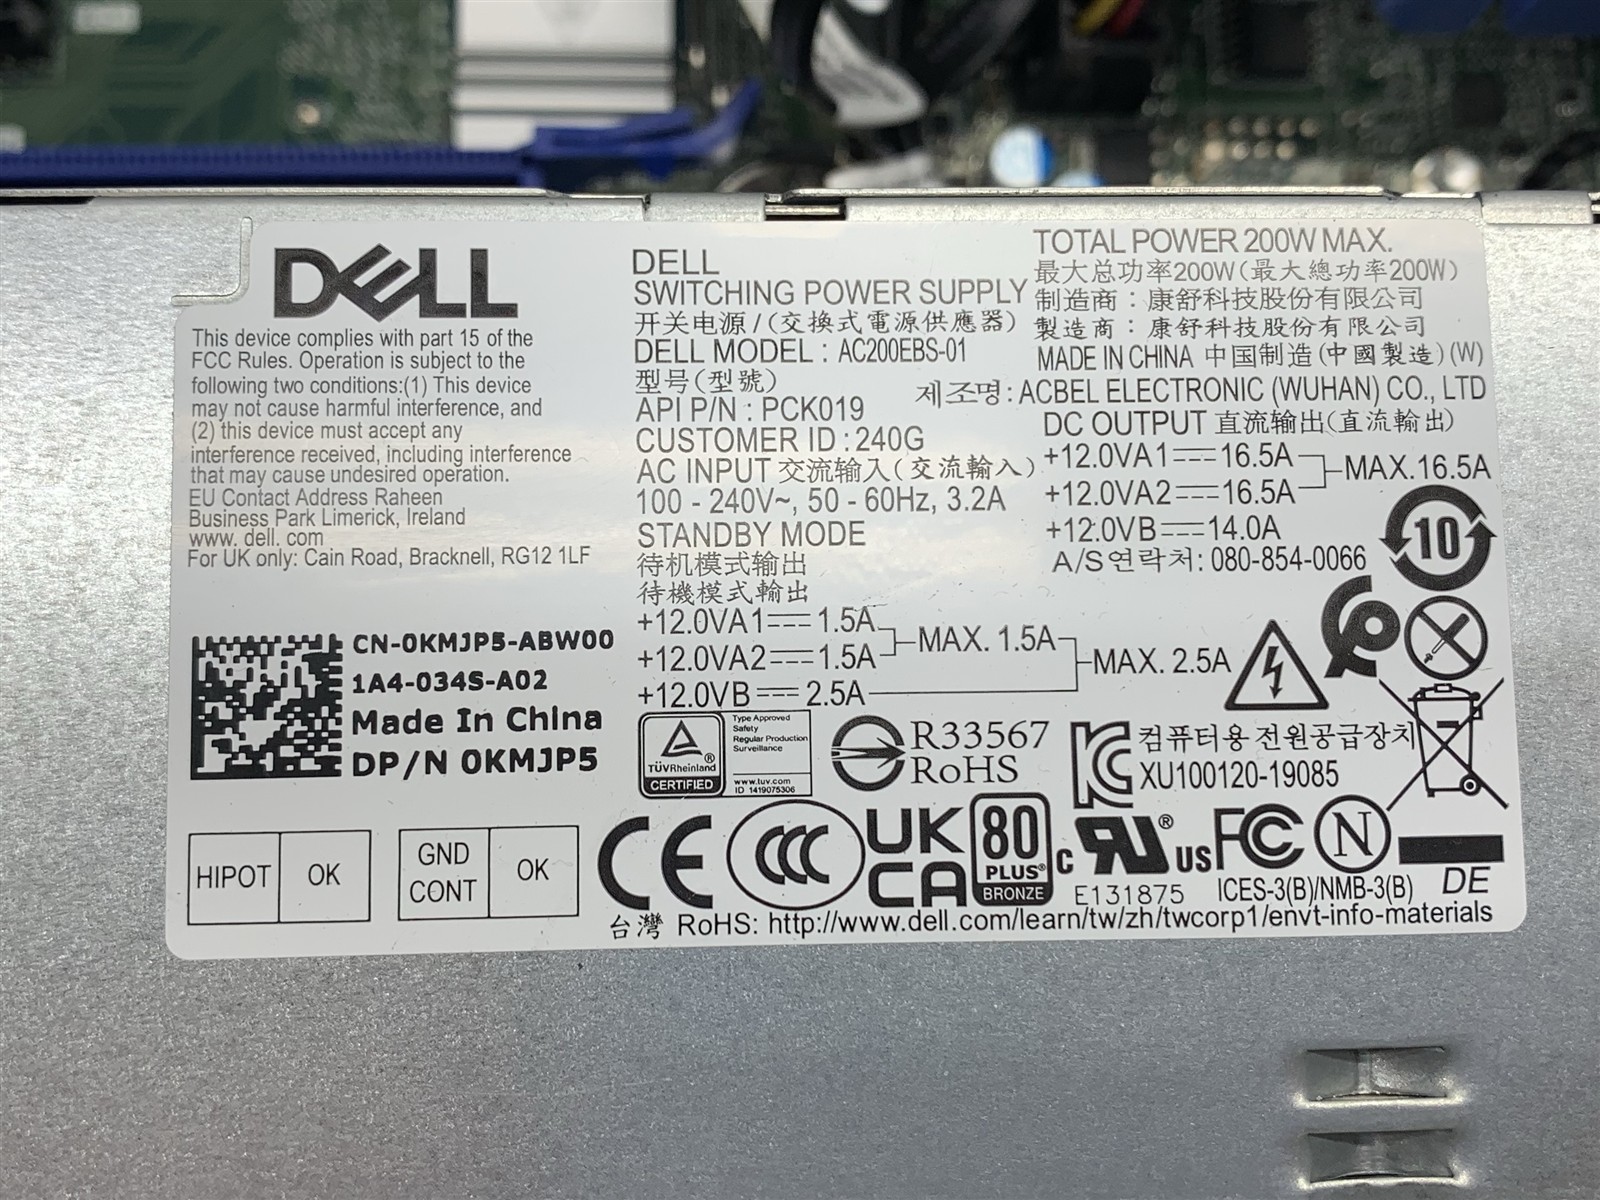 DELL
This device complies with part 15 of the
FCC Rules. Operation is subject to the
following two conditions:(1) This device
may not cause harmful interference, and
(2) this device must accept any
interference received, including interference
that may cause undesired operation.
EU Contact Address Raheen
Business Park Limerick, Ireland
www. dell. com
For UK only: Cain Road, Bracknell, RG12 1LF
CN-0KMJP5-ABW00
1A4-034S-A02
Made In China
DP/N 0KMJP5
HIPOT OK
GND CONT OK
DELL
SWITCHING POWER SUPPLY
开关电源/(交換式電源供應器)
DELL MODEL : AC200EBS-01
型号(型號)
API P/N : PCK019
CUSTOMER ID : 240G
AC INPUT 交流输入(交流輸入)
100 - 240V~, 50 - 60Hz, 3.2A
STANDBY MODE
待机模式输出
待機模式輸出
+12.0VA1⎓1.5A
+12.0VA2⎓1.5A
MAX. 1.5A
+12.0VB⎓2.5A
MAX. 2.5A
TOTAL POWER 200W MAX.
最大总功率200W(最大總功率200W)
制造商：康舒科技股份有限公司
製造商：康舒科技股份有限公司
MADE IN CHINA 中国制造(中國製造)(W)
제조명: ACBEL ELECTRONIC (WUHAN) CO., LTD
DC OUTPUT 直流输出(直流輸出)
+12.0VA1⎓16.5A
+12.0VA2⎓16.5A
MAX.16.5A
+12.0VB⎓14.0A
A/S연락처: 080-854-0066
10
TÜVRheinland
®
CERTIFIED
Type Approved
Safety
Regular Production
Surveillance
www.tuv.com
ID 1419075306
R33567
RoHS
컴퓨터용 전원공급장치
XU100120-19085
CE
CCC
UK
CA
80
PLUS®
BRONZE
c UR® US
E131875
FC
N
ICES-3(B)/NMB-3(B)
DE
台灣 RoHS: http://www.dell.com/learn/tw/zh/twcorp1/envt-info-materials